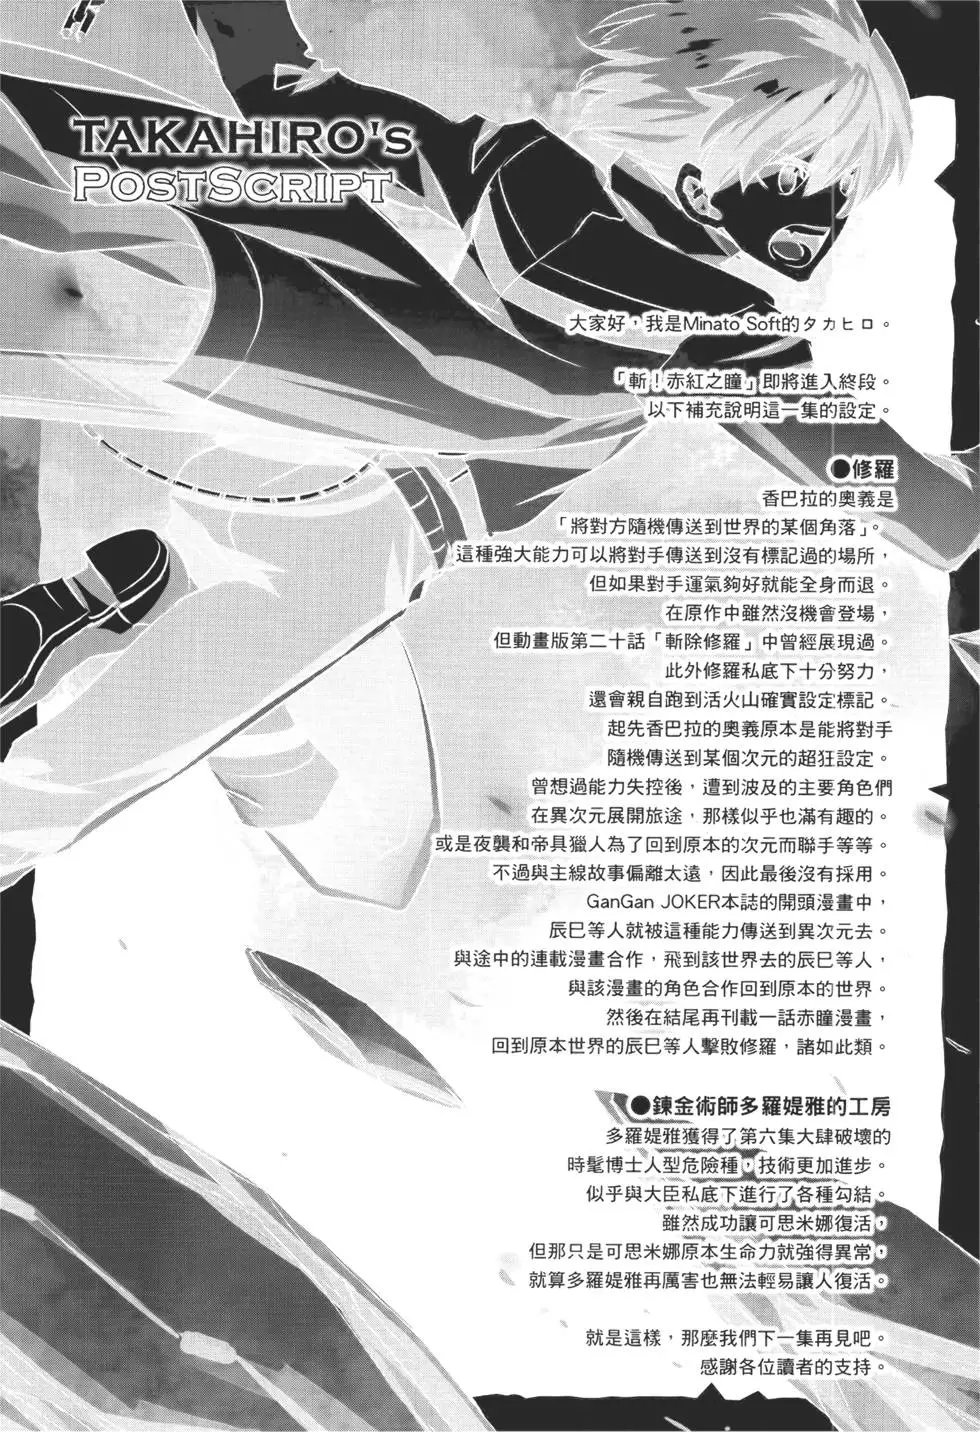 TAKAHIRO's
PostScript
大家好，我是Minato Soft的タカヒロ。
「斬！赤紅之瞳」即將進入終段。
以下補充說明這一集的設定。
●修羅
香巴拉的奧義是
「將對方隨機傳送到世界的某個角落」。
這種強大能力可以將對手傳送到沒有標記過的場所，
但如果對手運氣夠好就能全身而退。
在原作中雖然沒機會登場，
但動畫版第二十話「斬除修羅」中曾經展現過。
此外修羅私底下十分努力，
還會親自跑到活火山確實設定標記。
起先香巴拉的奧義原本是能將對手
隨機傳送到某個次元的超狂設定。
曾想過能力失控後，遭到波及的主要角色們
在異次元展開旅途，那樣似乎也滿有趣的。
或是夜襲和帝具獵人為了回到原本的次元而聯手等等。
不過與主線故事偏離太遠，因此最後沒有採用。
GanGan JOKER本誌的開頭漫畫中，
辰巳等人就被這種能力傳送到異次元去。
與途中的連載漫畫合作，飛到該世界去的辰巳等人，
與該漫畫的角色合作回到原本的世界。
然後在結尾再刊載一話赤瞳漫畫，
回到原本世界的辰巳等人擊敗修羅，諸如此類。
●鍊金術師多羅媞雅的工房
多羅媞雅獲得了第六集大肆破壞的
時髦博士人型危險種，技術更加進步。
似乎與大臣私底下進行了各種勾結。
雖然成功讓可思米娜復活，
但那只是可思米娜原本生命力就強得異常，
就算多羅媞雅再厲害也無法輕易讓人復活。
就是這樣，那麼我們下一集再見吧。
感謝各位讀者的支持。